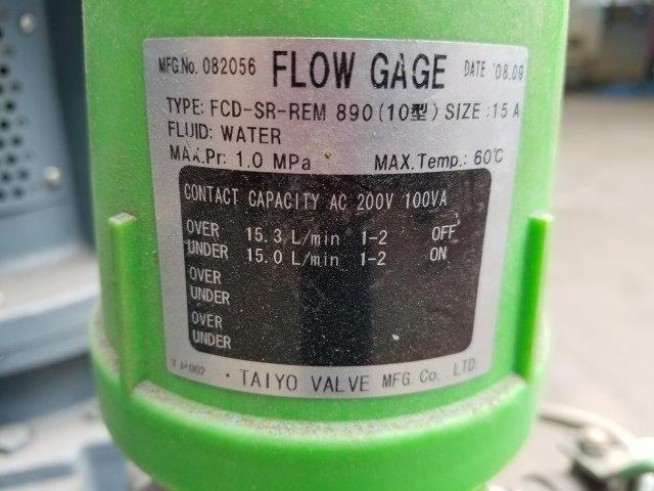 MFG.No. 082056 FLOW GAGE DATE '08.09
TYPE: FCD-SR-REM 890(10型) SIZE :15 A
FLUID: WATER
MAX.Pr: 1.0 MPa MAX.Temp.: 60℃
CONTACT CAPACITY AC 200V 100VA
OVER 15.3 L/min 1-2 OFF
UNDER 15.0 L/min 1-2 ON
OVER
UNDER
OVER
UNDER
TAIYO VALVE MFG. Co. LTD.